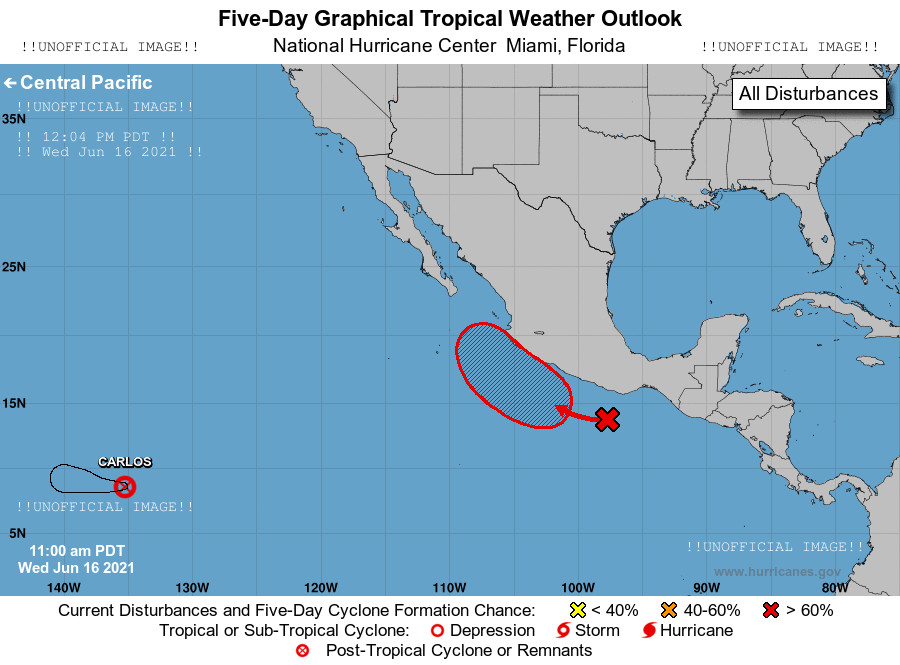 Five-Day Graphical Tropical Weather Outlook
!!UNOFFICIAL IMAGE!! National Hurricane Center Miami, Florida !!UNOFFICIAL IMAGE!!
Central Pacific
All Disturbances
!!UNOFFICIAL IMAGE!!
35N
!! 12:04 PM PDT !!
!! Wed Jun 16 2021 !!
25N
15N
CARLOS
!!UNOFFICIAL IMAGE!!
5N
11:00 am PDT
Wed Jun 16 2021
!!UNOFFICIAL IMAGE!!
www.hurricanes.gov
140W 130W 120W 110W 100W 90W 80W
Current Disturbances and Five-Day Cyclone Formation Chance: < 40% 40-60% > 60%
Tropical or Sub-Tropical Cyclone: Depression Storm Hurricane
Post-Tropical Cyclone or Remnants